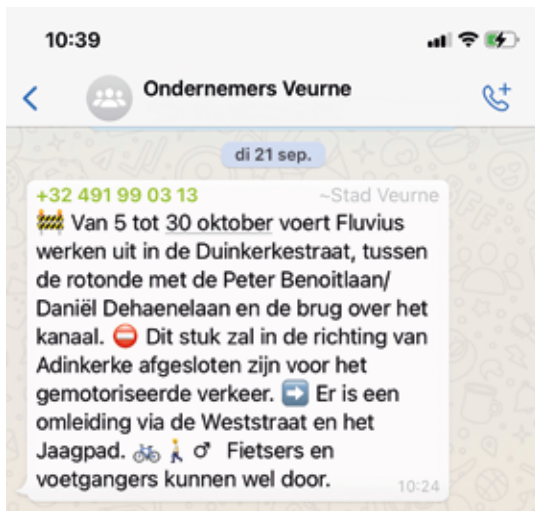 10:39
Ondernemers Veurne
di 21 sep.
+32 491 99 03 13 ~Stad Veurne
🚧 Van 5 tot 30 oktober voert Fluvius
werken uit in de Duinkerkestraat, tussen
de rotonde met de Peter Benoitlaan/
Daniël Dehaenelaan en de brug over het
kanaal. ⛔ Dit stuk zal in de richting van
Adinkerke afgesloten zijn voor het
gemotoriseerde verkeer. ➡️ Er is een
omleiding via de Weststraat en het
Jaagpad. 🚲 🚶 ♂ Fietsers en
voetgangers kunnen wel door.
10:24